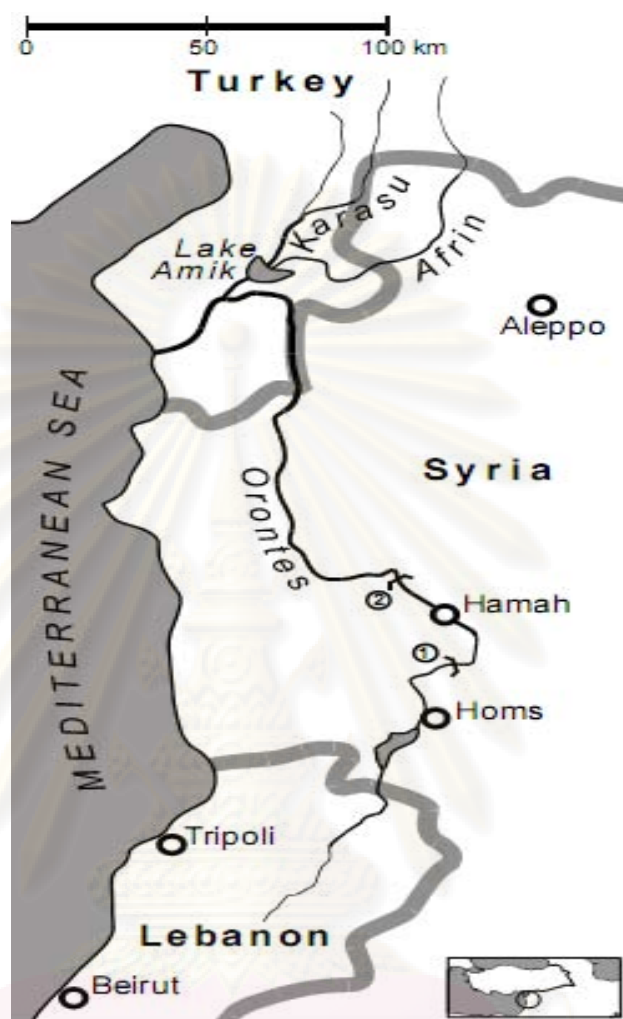 0 50 100 km
Turkey
Karasu
Afrin
Lake
Amik
Aleppo
MEDITERRANEAN SEA
Syria
Orontes
2
Hamah
1
Homs
Tripoli
Lebanon
Beirut